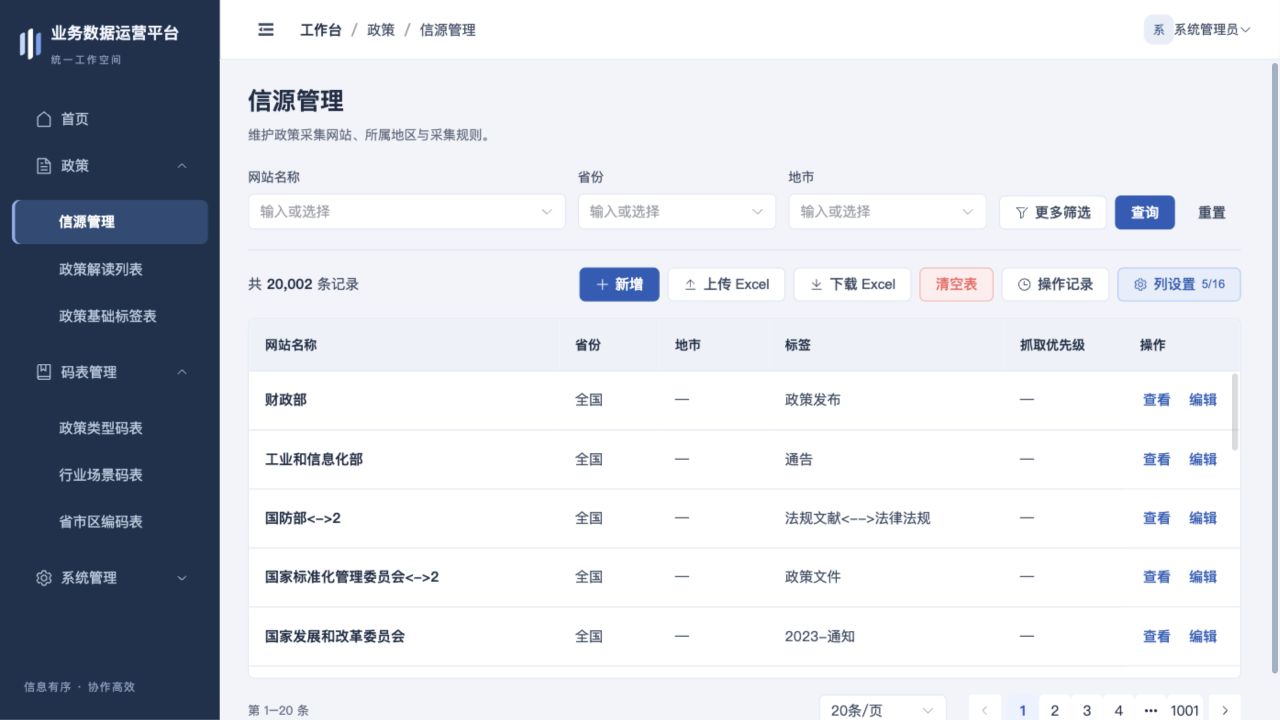 业务数据运营平台
统一工作空间
首页
政策
信源管理
政策解读列表
政策基础标签表
码表管理
政策类型码表
行业场景码表
省市区编码表
系统管理
信息有序 · 协作高效
工作台 / 政策 / 信源管理
系 系统管理员
信源管理
维护政策采集网站、所属地区与采集规则。
网站名称 省份 地市
输入或选择 输入或选择 输入或选择 更多筛选 查询 重置
共 20,002 条记录 新增 上传 Excel 下载 Excel 清空表 操作记录 列设置 5/16
网站名称 省份 地市 标签 抓取优先级 操作
财政部 全国 — 政策发布 — 查看 编辑
工业和信息化部 全国 — 通告 — 查看 编辑
国防部<->2 全国 — 法规文献<-->法律法规 — 查看 编辑
国家标准化管理委员会<->2 全国 — 政策文件 — 查看 编辑
国家发展和改革委员会 全国 — 2023-通知 — 查看 编辑
第 1—20 条 20条/页 < 1 2 3 4 ··· 1001 >